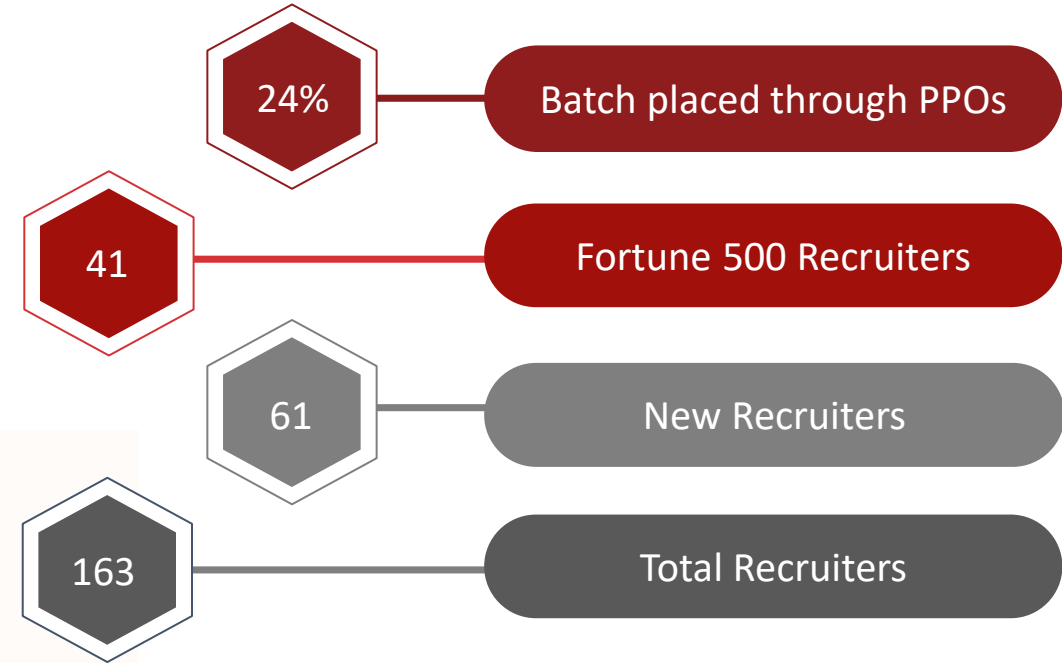 24%
Batch placed through PPOs
41
Fortune 500 Recruiters
61
New Recruiters
163
Total Recruiters